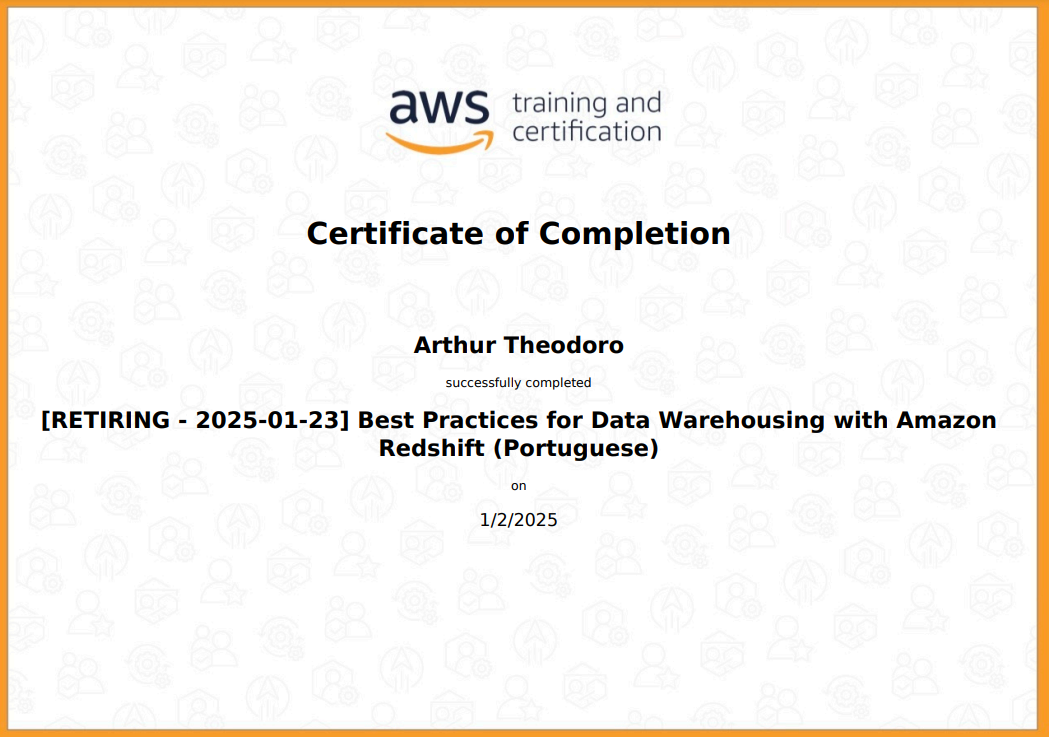 aws training and
certification
Certificate of Completion
Arthur Theodoro
successfully completed
[RETIRING - 2025-01-23] Best Practices for Data Warehousing with Amazon
Redshift (Portuguese)
on
1/2/2025